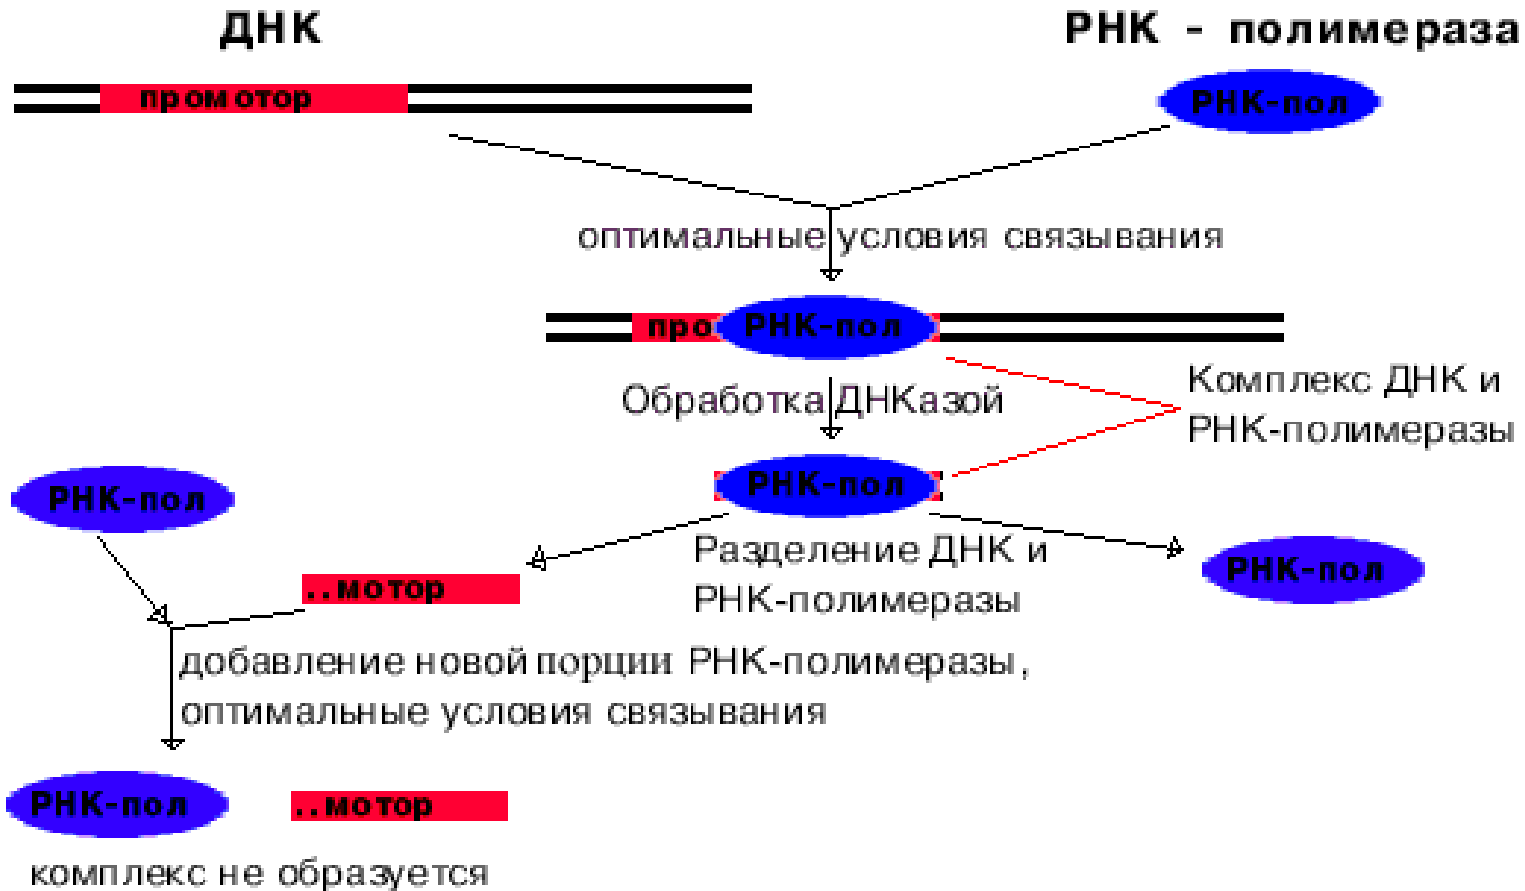 ДНК
РНК - полимераза
промотор
РНК-пол
оптимальные условия связывания
про
РНК-пол
Обработка ДНКазой
Комплекс ДНК и
РНК-полимеразы
РНК-пол
РНК-пол
Разделение ДНК и
РНК-полимеразы
РНК-пол
..мотор
добавление новой порции РНК-полимеразы,
оптимальные условия связывания
РНК-пол
..мотор
комплекс не образуется